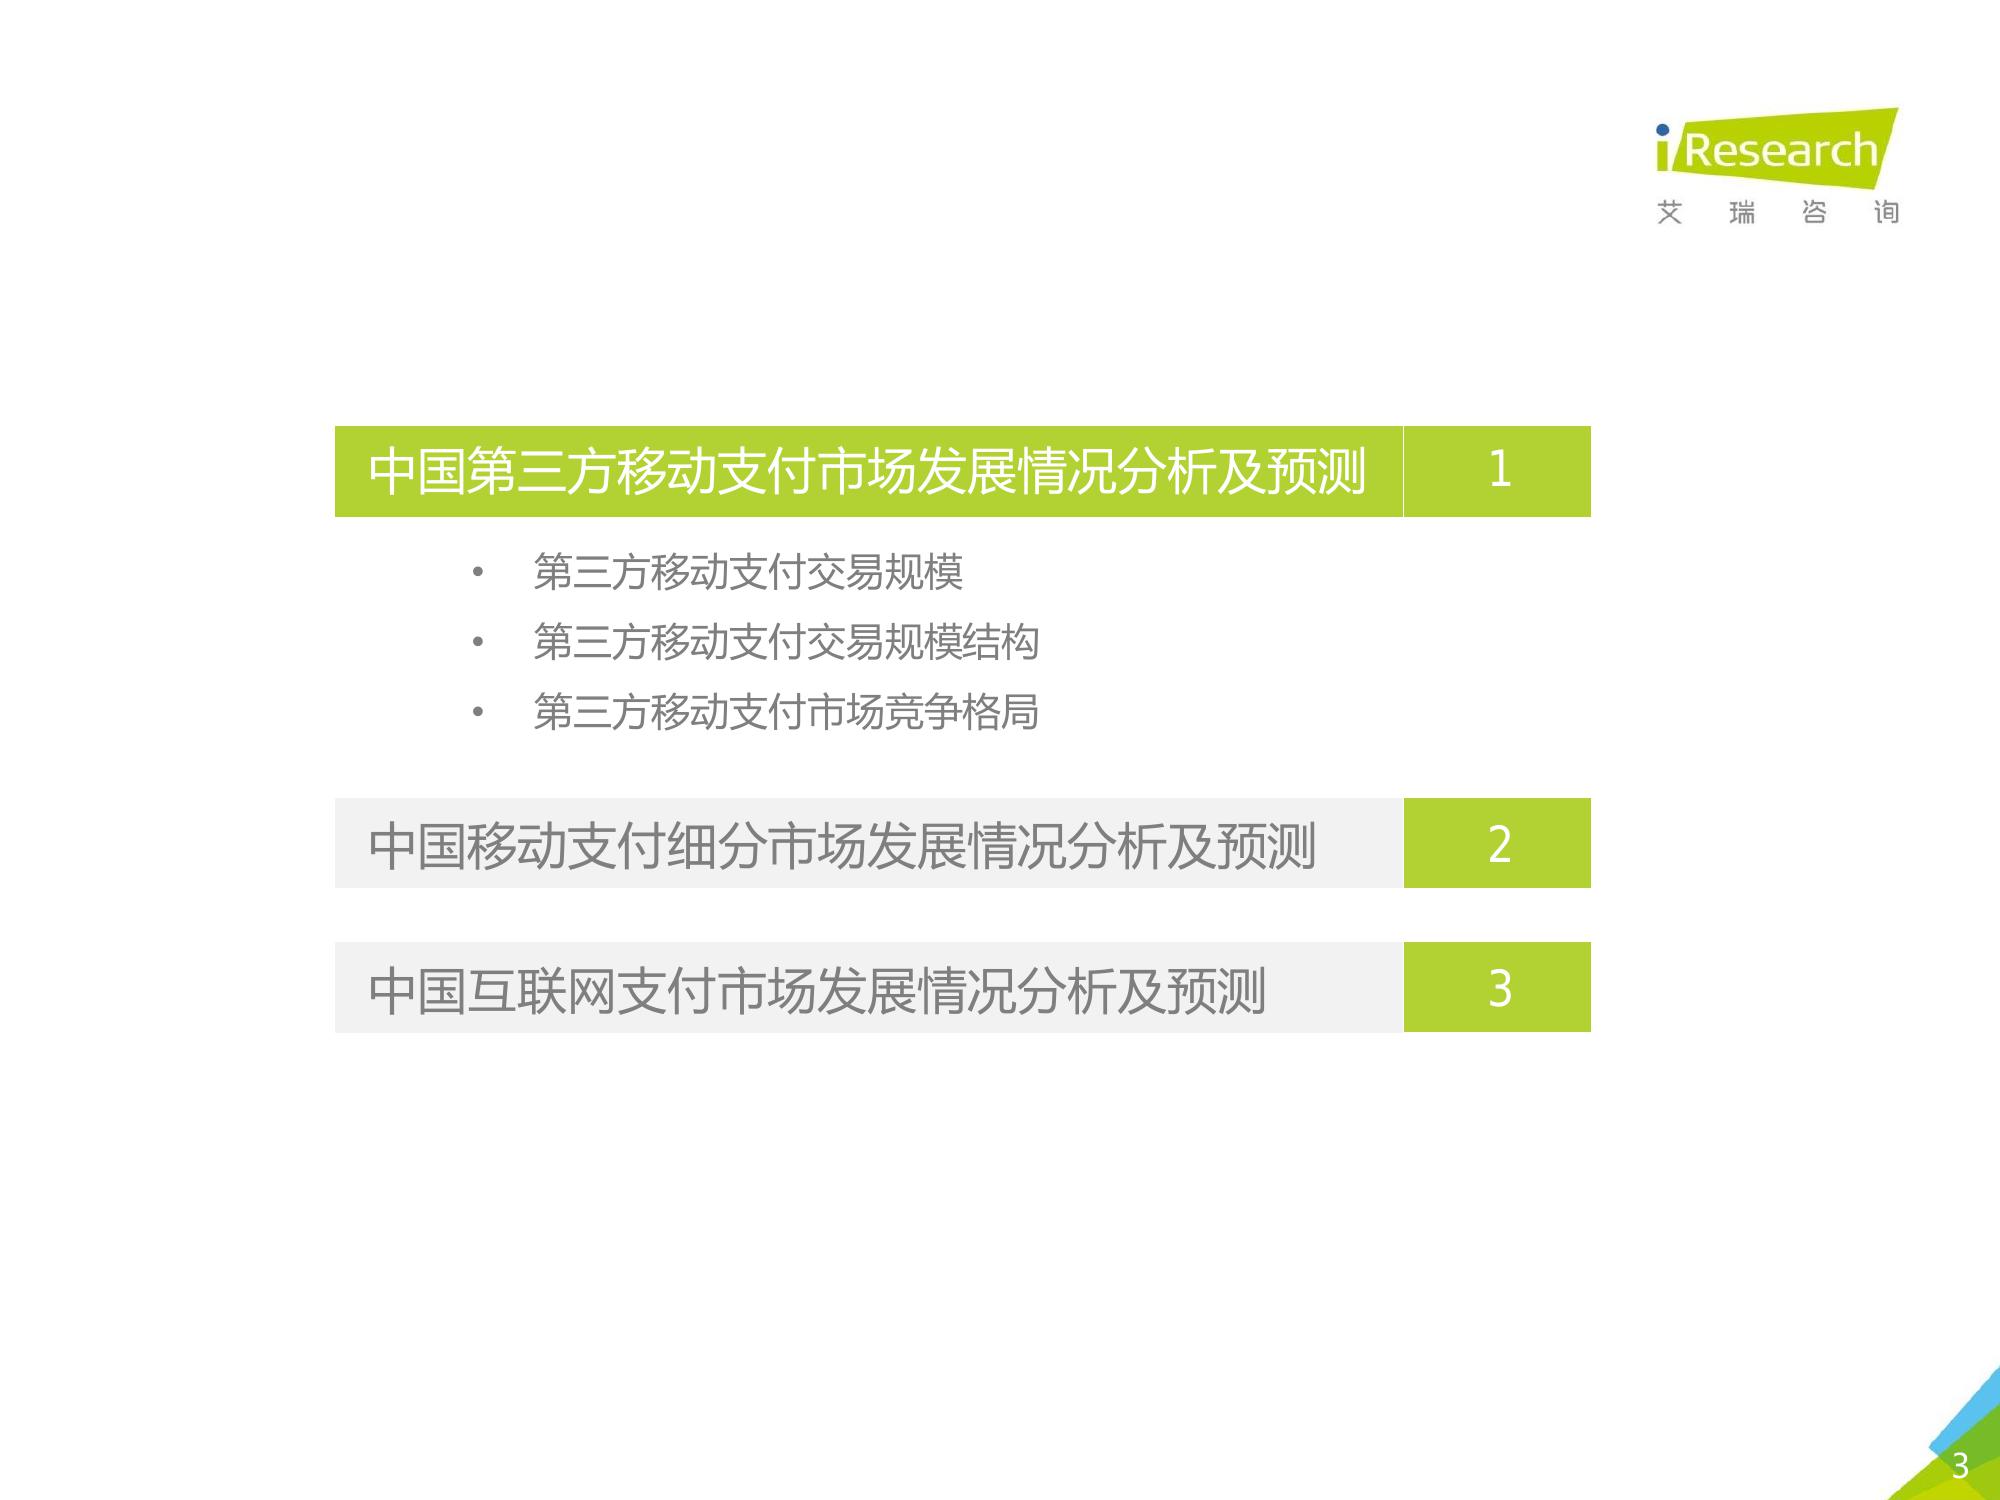 iResearch
艾瑞咨询
中国第三方移动支付市场发展情况分析及预测 1
• 第三方移动支付交易规模
• 第三方移动支付交易规模结构
• 第三方移动支付市场竞争格局
中国移动支付细分市场发展情况分析及预测 2
中国互联网支付市场发展情况分析及预测 3
3